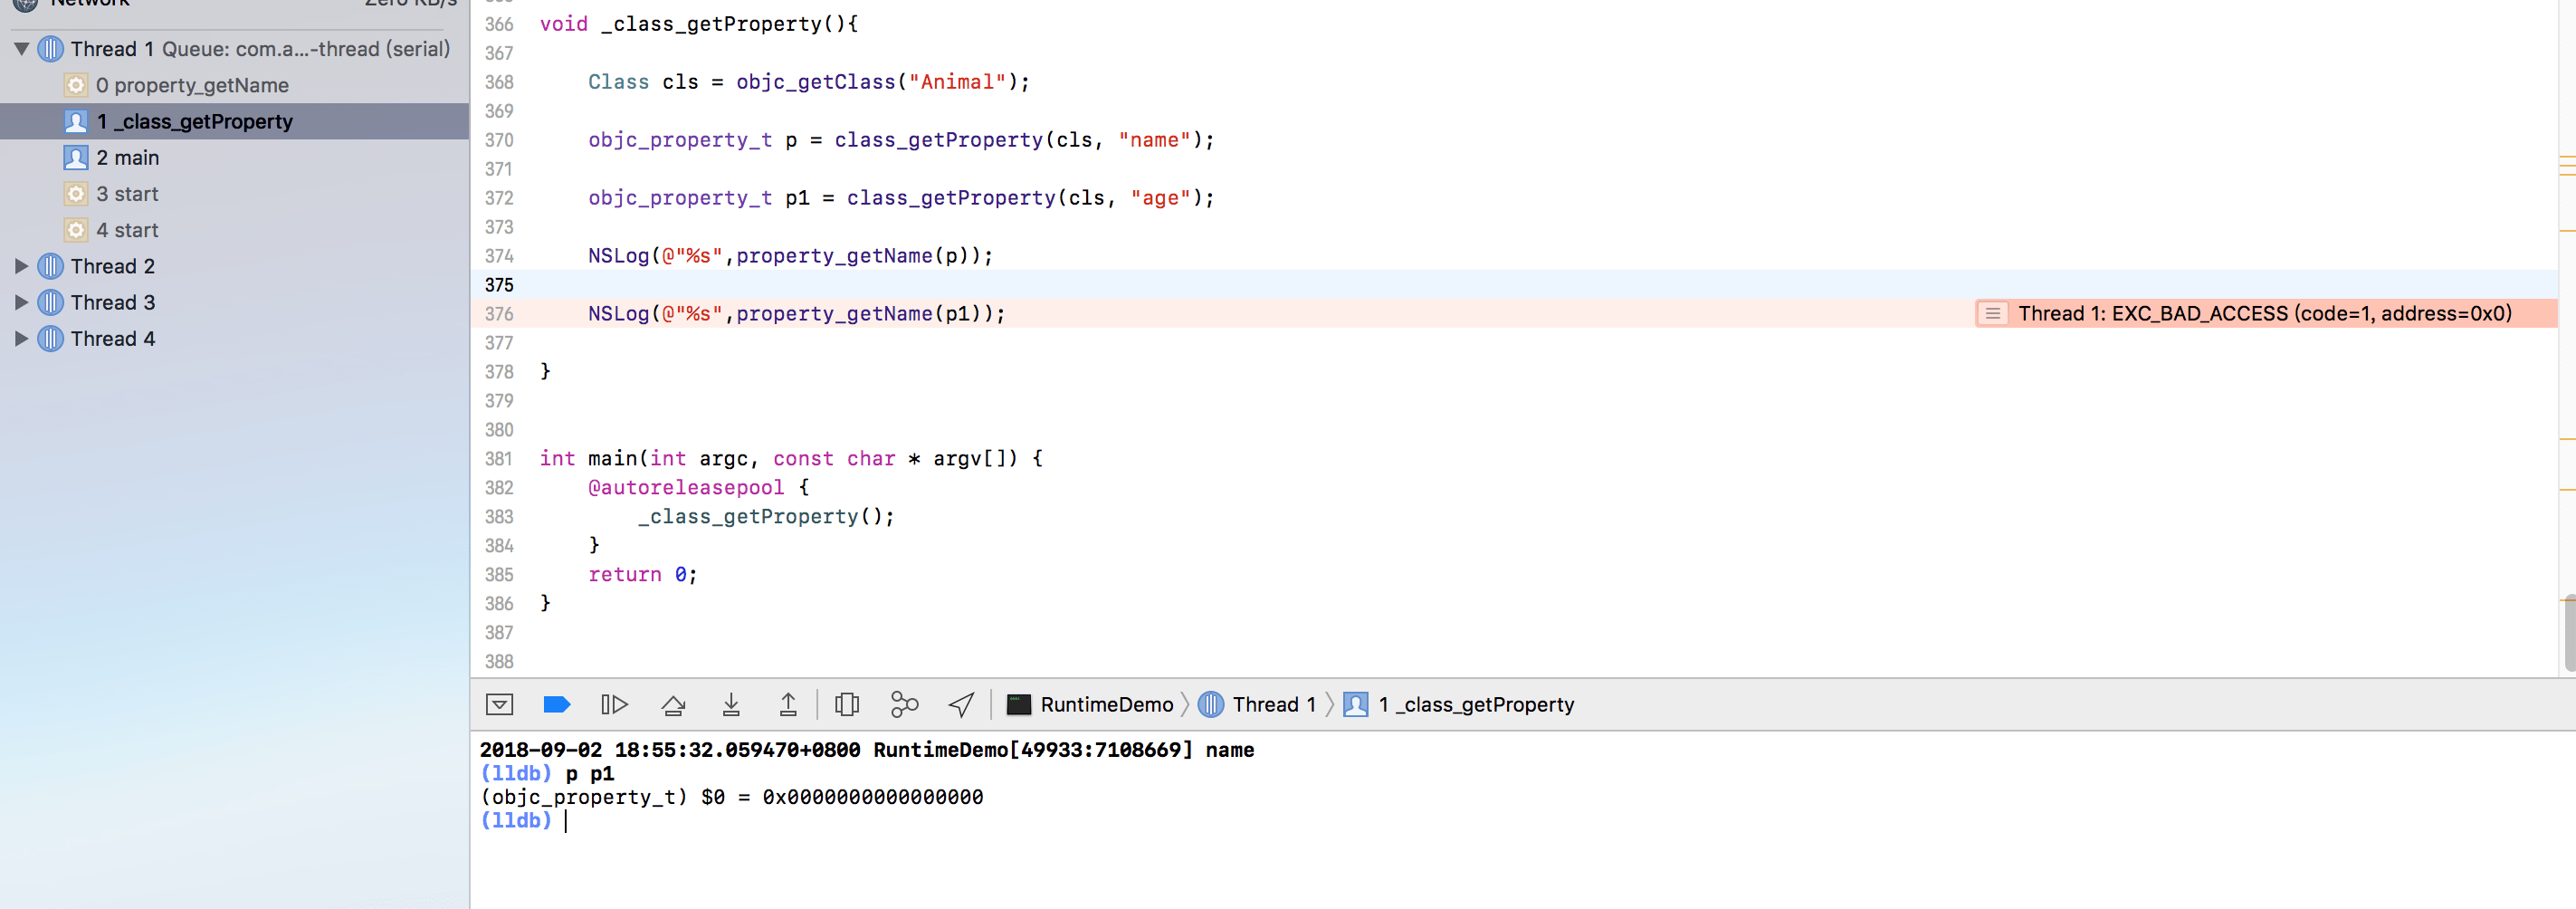 Network Zero KB/s
Thread 1 Queue: com.a...-thread (serial)
0 property_getName
1 _class_getProperty
2 main
3 start
4 start
Thread 2
Thread 3
Thread 4
366 void _class_getProperty(){
367
368 Class cls = objc_getClass("Animal");
369
370 objc_property_t p = class_getProperty(cls, "name");
371
372 objc_property_t p1 = class_getProperty(cls, "age");
373
374 NSLog(@"%s",property_getName(p));
375
376 NSLog(@"%s",property_getName(p1)); Thread 1: EXC_BAD_ACCESS (code=1, address=0x0)
377
378 }
379
380
381 int main(int argc, const char * argv[]) {
382 @autoreleasepool {
383 _class_getProperty();
384 }
385 return 0;
386 }
387
388
RuntimeDemo Thread 1 1 _class_getProperty
2018-09-02 18:55:32.059470+0800 RuntimeDemo[49933:7108669] name
(lldb) p p1
(objc_property_t) $0 = 0x0000000000000000
(lldb)